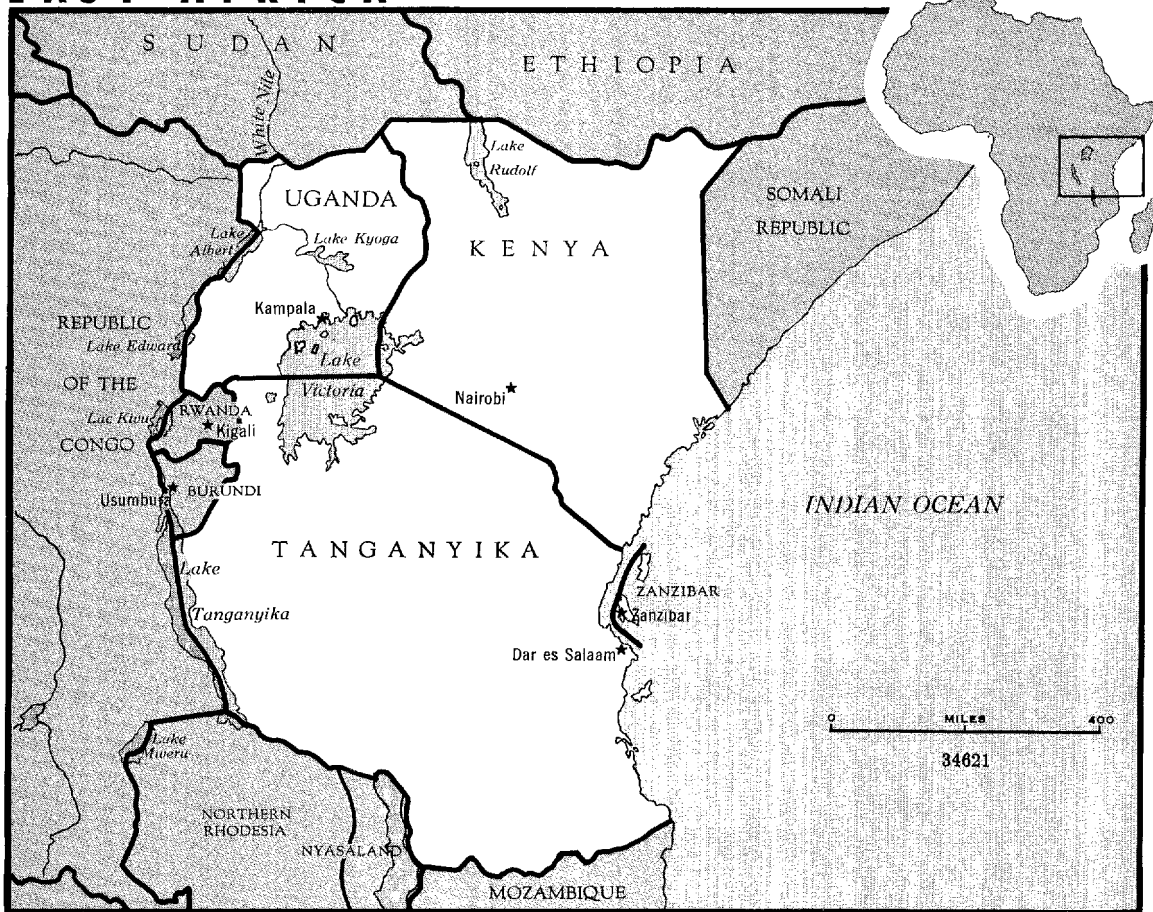 EAST AFRICA
SUDAN
ETHIOPIA
White Nile
Lake
Rudolf
UGANDA
SOMALI
REPUBLIC
Lake
Albert
Lake Kyoga
KENYA
Kampala
REPUBLIC
Lake Edward
OF THE
Lake
Victoria
Nairobi
Lac Kivu
RWANDA
Kigali
CONGO
Usumbura
BURUNDI
INDIAN OCEAN
TANGANYIKA
Lake
Tanganyika
ZANZIBAR
Zanzibar
Dar es Salaam
0 MILES 400
34621
Lake
Mweru
NORTHERN
RHODESIA
NYASALAND
MOZAMBIQUE